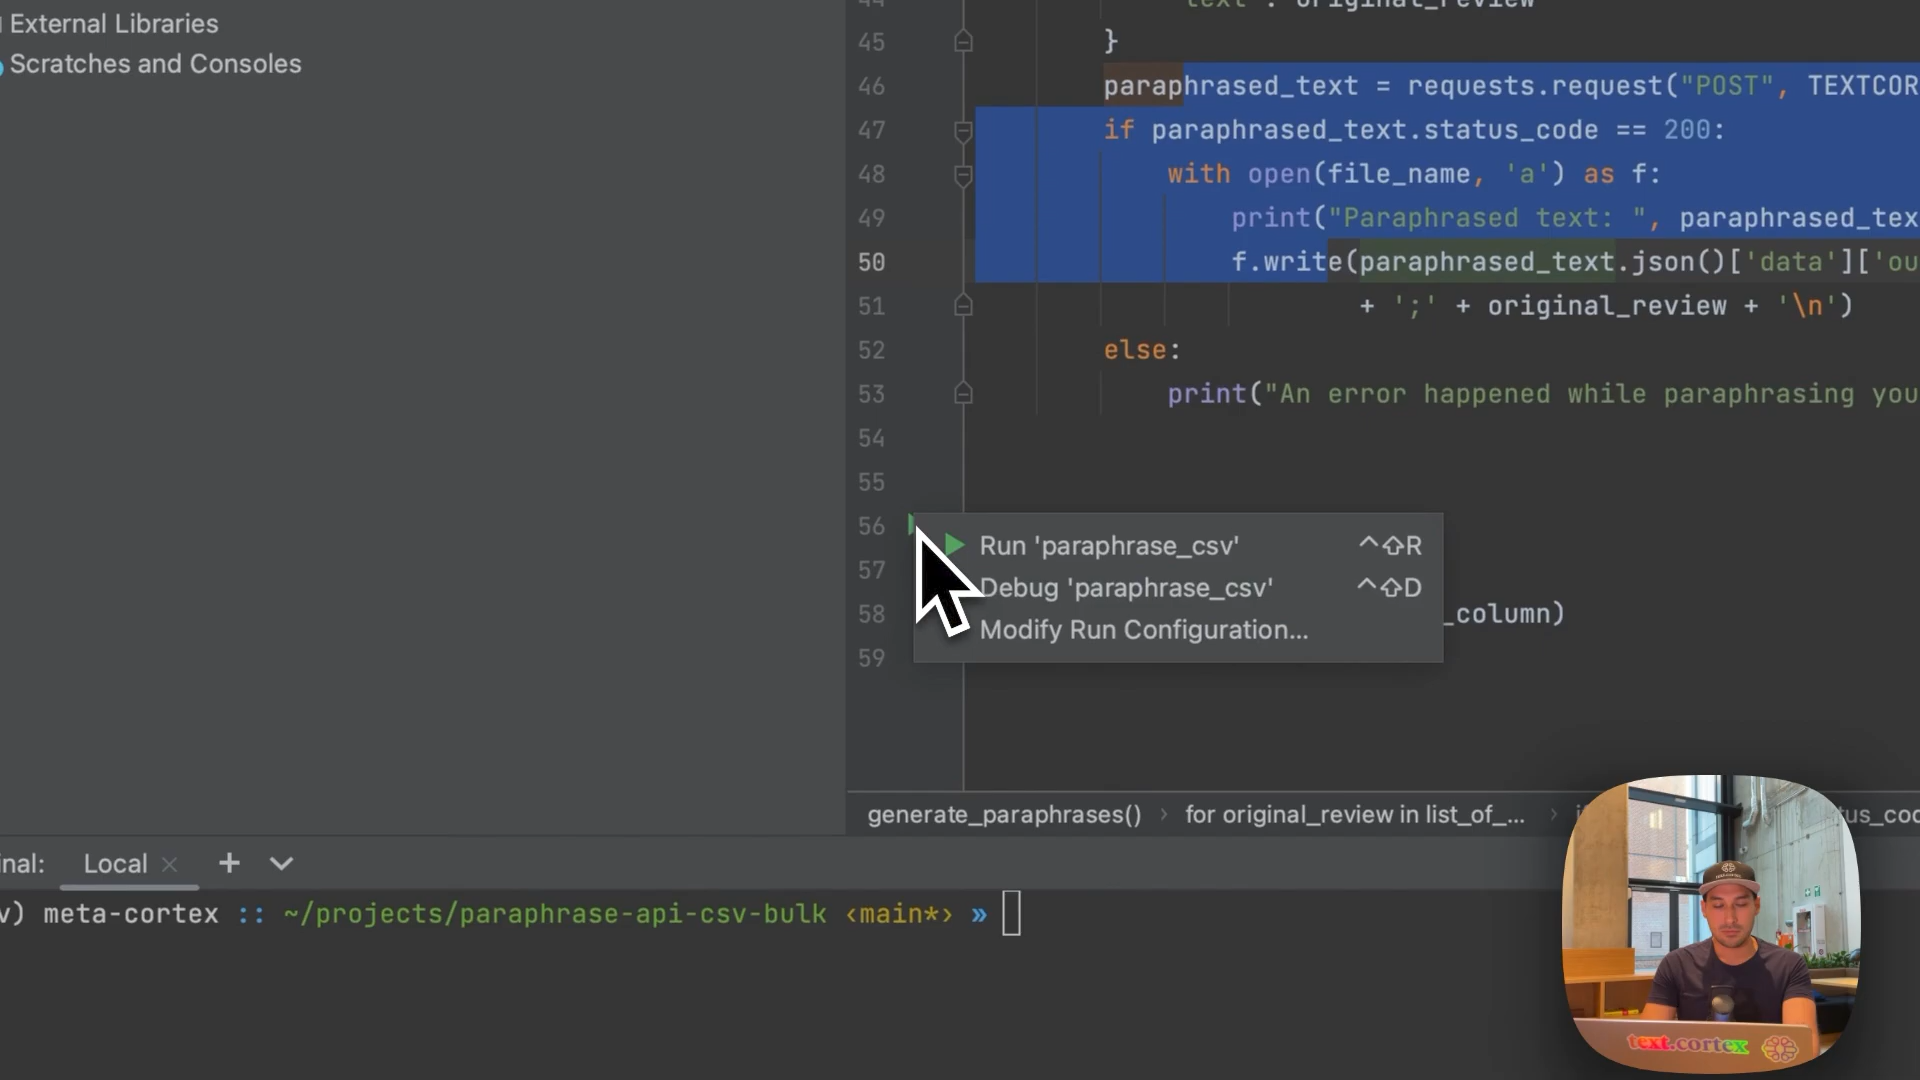 External Libraries
Scratches and Consoles
44 "text": original_review
45 }
46 paraphrased_text = requests.request("POST", TEXTCOR
47 if paraphrased_text.status_code == 200:
48 with open(file_name, 'a') as f:
49 print("Paraphrased text: ", paraphrased_tex
50 f.write(paraphrased_text.json()['data']['ou
51 + ';' + original_review + '\n')
52 else:
53 print("An error happened while paraphrasing you
54
55
56
Run 'paraphrase_csv' ^⇧R
57
Debug 'paraphrase_csv' ^⇧D
58 _column)
Modify Run Configuration...
59
generate_paraphrases() › for original_review in list_of_... › tus_cod
nal: Local × +
v) meta-cortex :: ~/projects/paraphrase-api-csv-bulk ‹main*› »
text.cortex